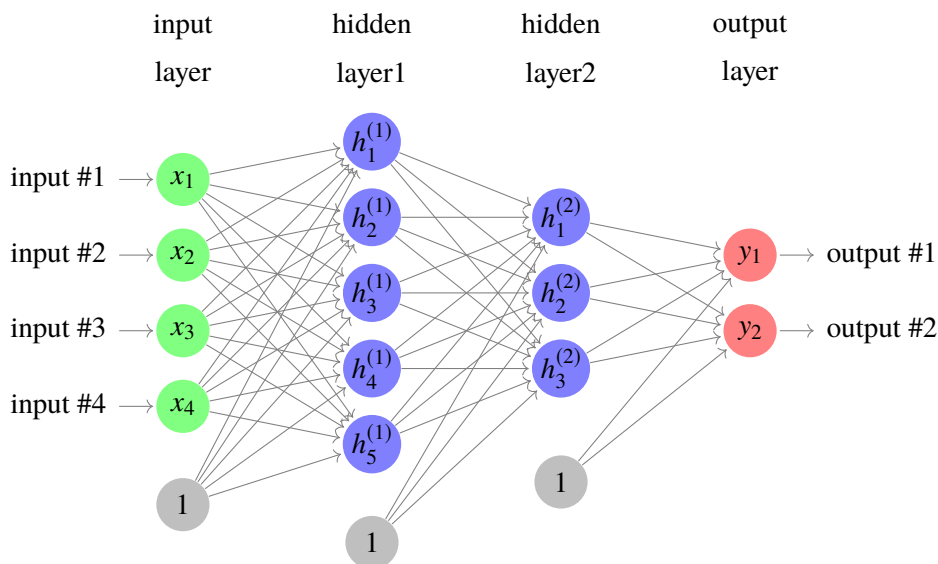 input hidden hidden output
layer layer1 layer2 layer
h₁⁽¹⁾
input #1 x₁
h₂⁽¹⁾ h₁⁽²⁾
input #2 x₂ y₁ output #1
h₃⁽¹⁾ h₂⁽²⁾
input #3 x₃ y₂ output #2
h₄⁽¹⁾ h₃⁽²⁾
input #4 x₄
h₅⁽¹⁾
1
1
1